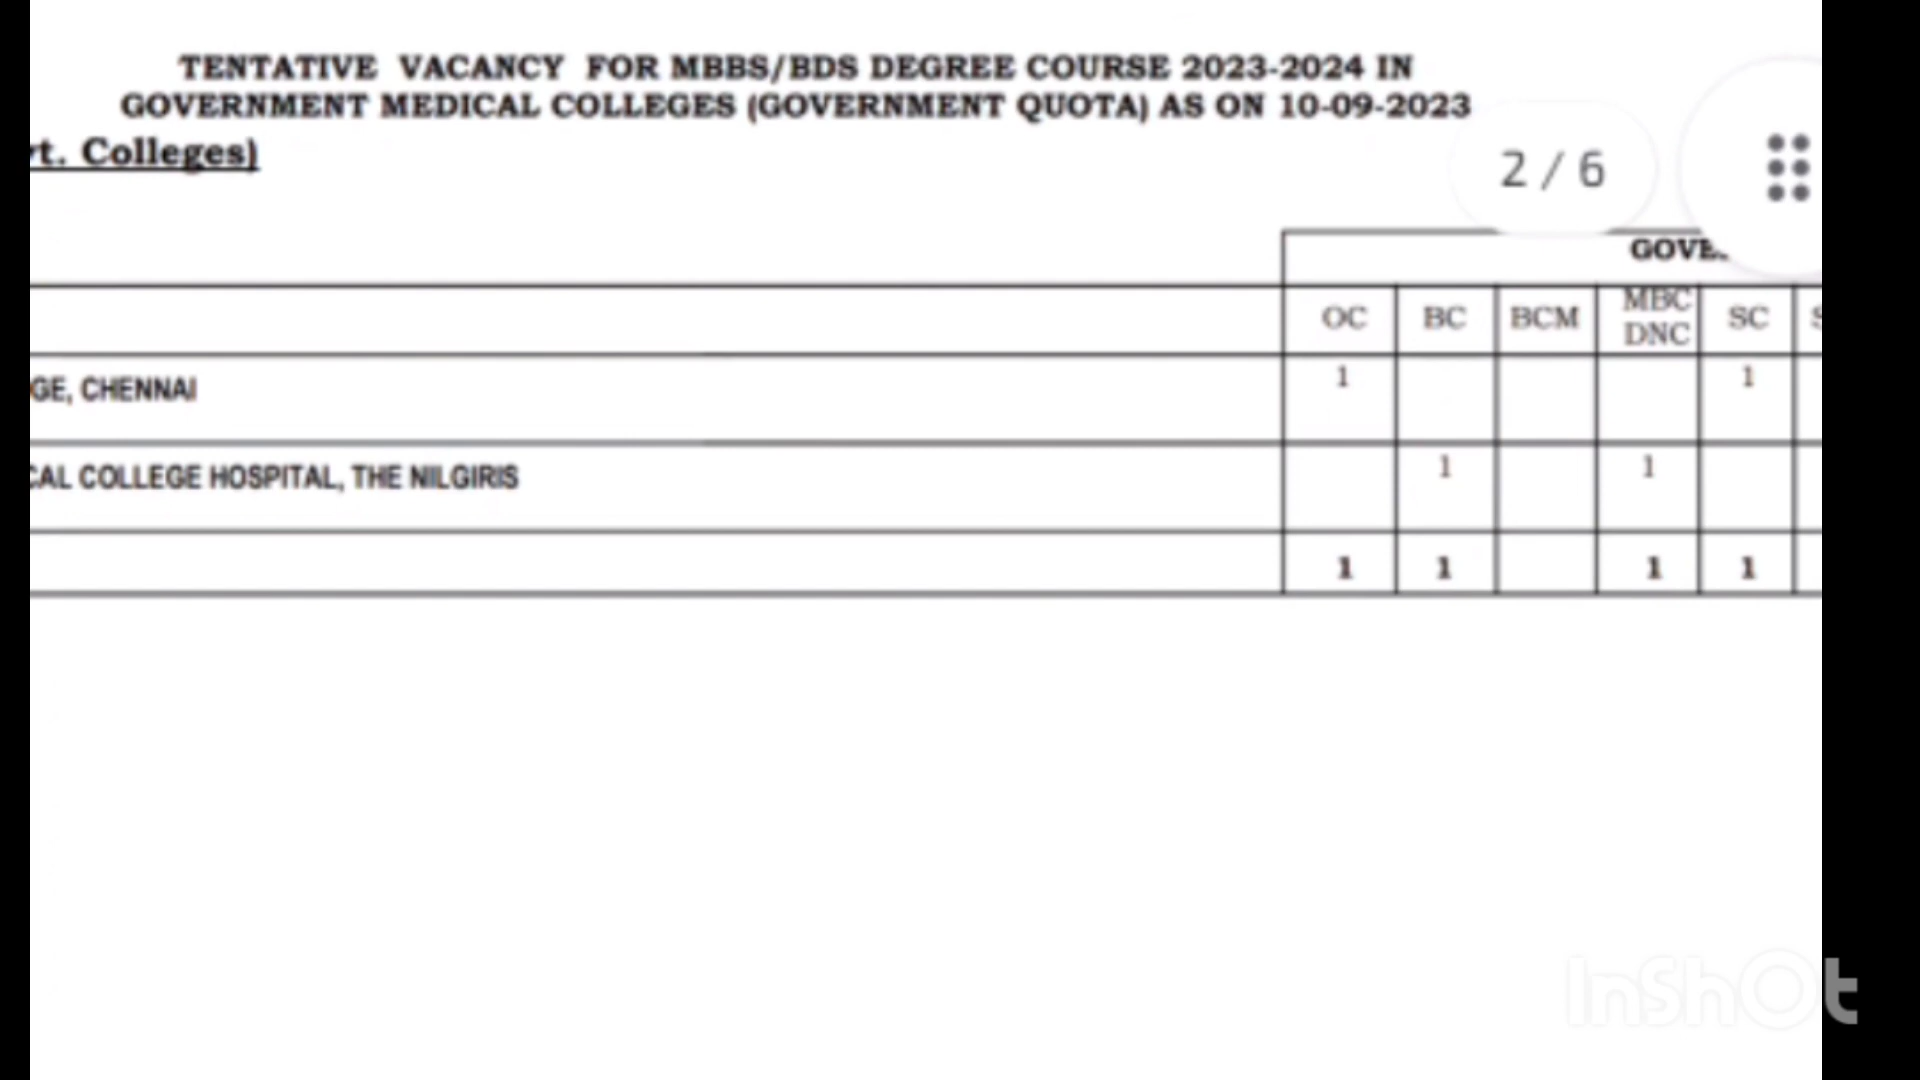 TENTATIVE VACANCY FOR MBBS/BDS DEGREE COURSE 2023-2024 IN
GOVERNMENT MEDICAL COLLEGES (GOVERNMENT QUOTA) AS ON 10-09-2023
rt. Colleges)
2 / 6
OC BC BCM MBC DNC SC
GE, CHENNAI 1 1
CAL COLLEGE HOSPITAL, THE NILGIRIS 1 1
1 1 1 1
InShOt